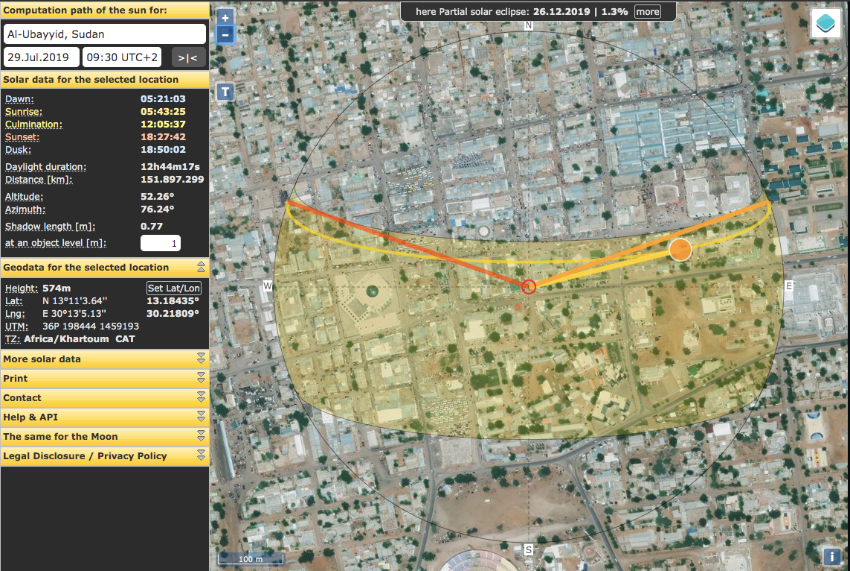 Computation path of the sun for:
Al-Ubayyid, Sudan
29.Jul.2019 09:30 UTC+2 >|<
Solar data for the selected location
Dawn: 05:21:03
Sunrise: 05:43:25
Culmination: 12:05:37
Sunset: 18:27:42
Dusk: 18:50:02
Daylight duration: 12h44m17s
Distance [km]: 151.897.299
Altitude: 52.26°
Azimuth: 76.24°
Shadow length [m]: 0.77
at an object level [m]: 1
Geodata for the selected location
Height: 574m Set Lat/Lon
Lat: N 13°11'3.64'' 13.18435°
Lng: E 30°13'5.13'' 30.21809°
UTM: 36P 198444 1459193
TZ: Africa/Khartoum CAT
More solar data
Print
Contact
Help & API
The same for the Moon
Legal Disclosure / Privacy Policy
+
−
T
here Partial solar eclipse: 26.12.2019 | 1.3% more
N
W
E
S
100 m
i